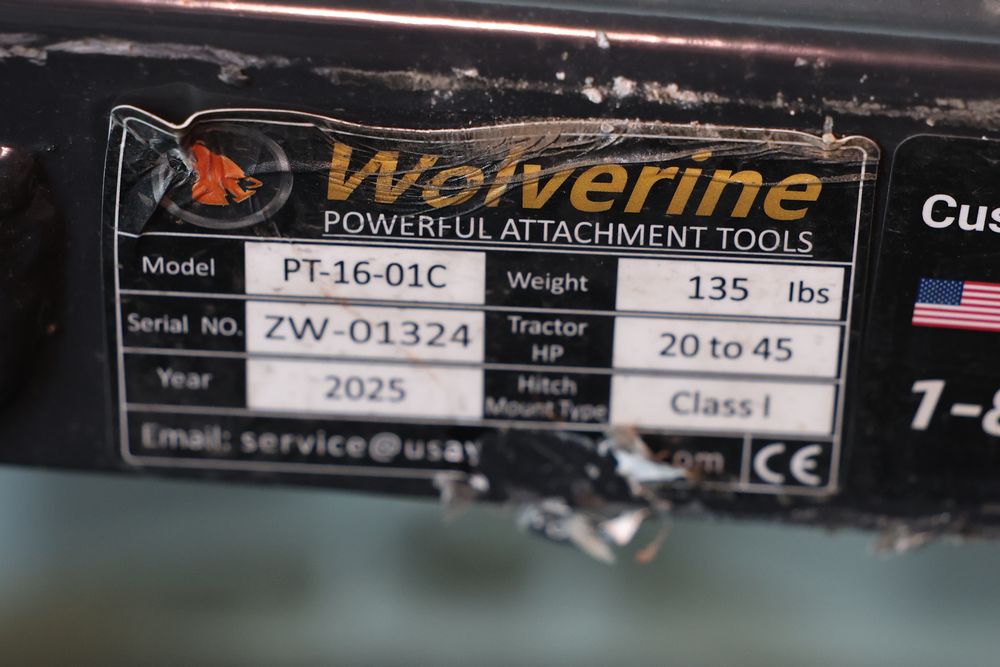 Wolverine
POWERFUL ATTACHMENT TOOLS
Model PT-16-01C Weight 135 lbs
Serial NO. ZW-01324 Tractor HP 20 to 45
Year 2025 Hitch Mount Type Class I
Email: service@usa
CE
Cus
1-8